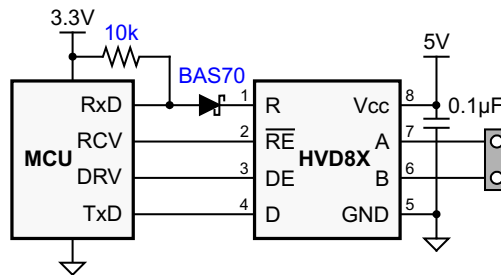 3.3V
10k
BAS70
5V
0.1µF
MCU
RxD
RCV
DRV
TxD
HVD8X
1 R
2 RE
3 DE
4 D
Vcc 8
A 7
B 6
GND 5